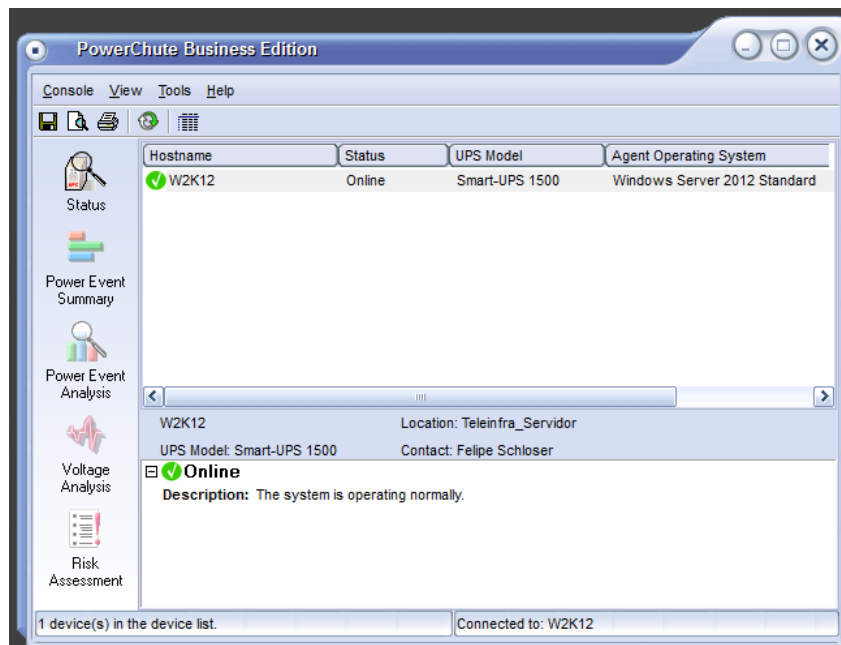 PowerChute Business Edition
Console View Tools Help
Hostname Status UPS Model Agent Operating System
W2K12 Online Smart-UPS 1500 Windows Server 2012 Standard
Status
Power Event
Summary
Power Event
Analysis
Voltage
Analysis
Risk
Assessment
W2K12 Location: Teleinfra_Servidor
UPS Model: Smart-UPS 1500 Contact: Felipe Schloser
Online
Description: The system is operating normally.
1 device(s) in the device list. Connected to: W2K12